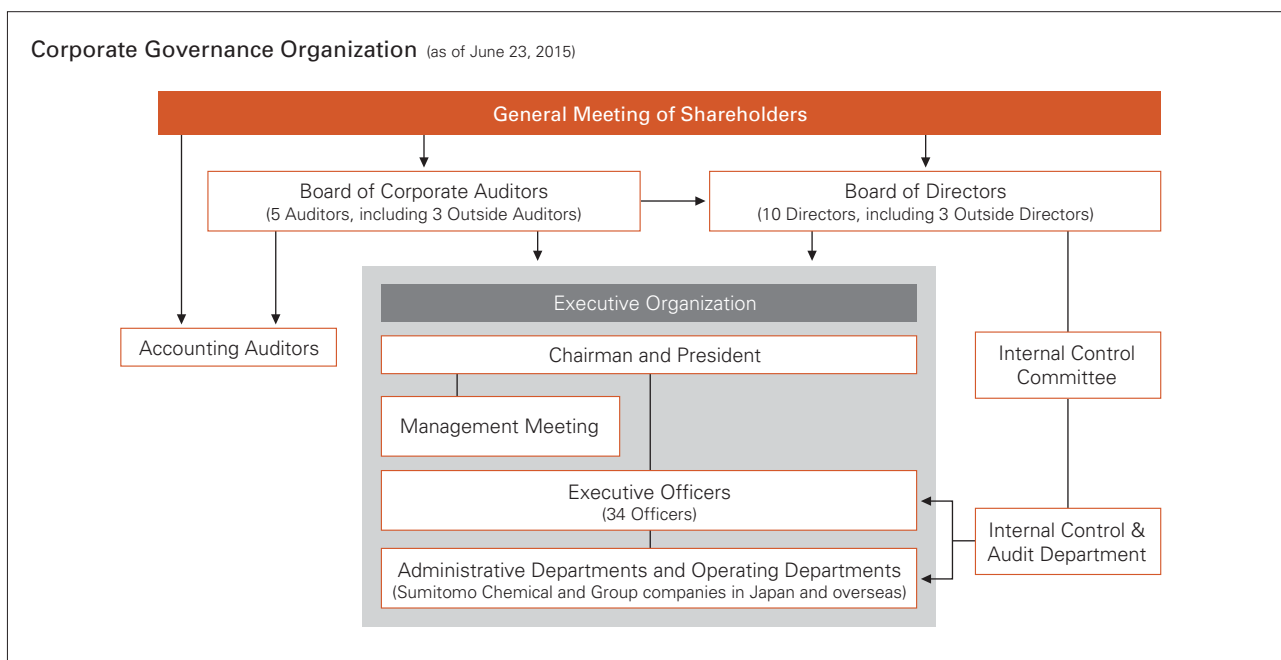 Corporate Governance Organization (as of June 23, 2015)
General Meeting of Shareholders
Board of Corporate Auditors
(5 Auditors, including 3 Outside Auditors)
Board of Directors
(10 Directors, including 3 Outside Directors)
Executive Organization
Accounting Auditors
Chairman and President
Internal Control
Committee
Management Meeting
Executive Officers
(34 Officers)
Internal Control &
Audit Department
Administrative Departments and Operating Departments
(Sumitomo Chemical and Group companies in Japan and overseas)